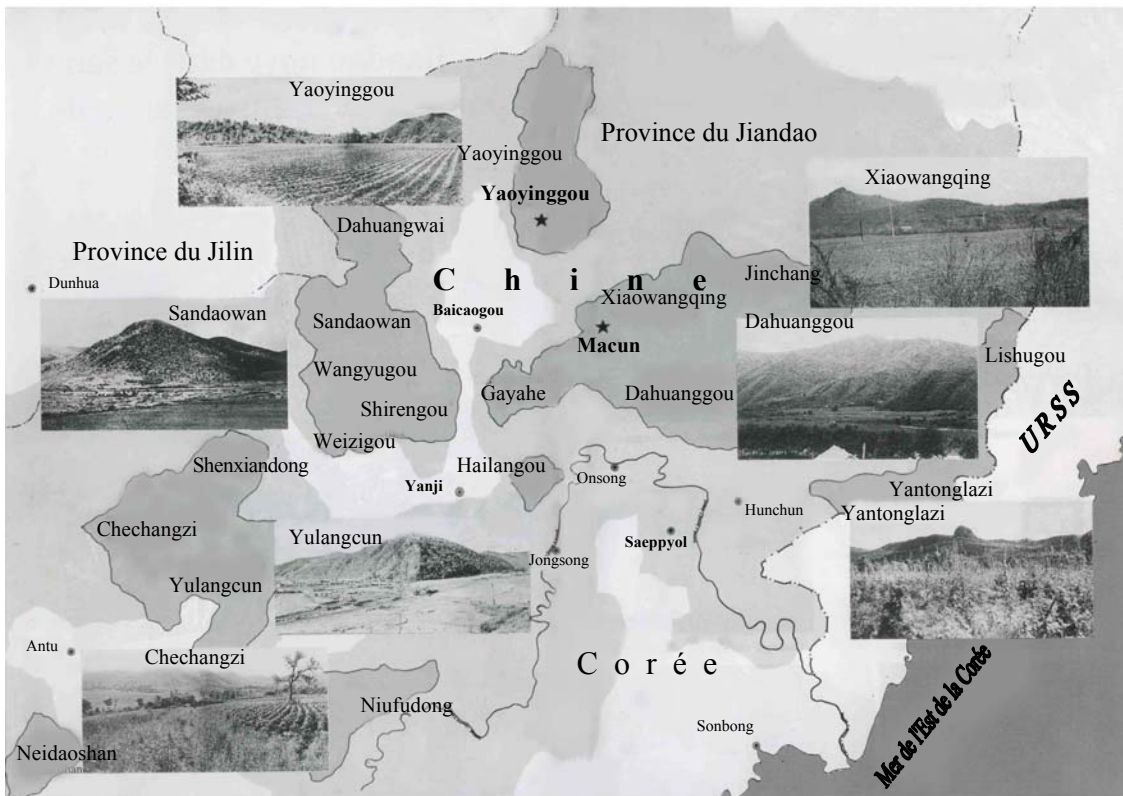 Yaoyinggou
Province du Jiandao
Yaoyinggou
Xiaowangqing
Yaoyinggou
Dahuangwai
Province du Jilin
Chine
Jinchang
Dunhua
Xiaowangqing
Sandaowan
Baicaogou
Sandaowan
Dahuanggou
Macun
Lishugou
Wangyugou
Gayahe
Dahuanggou
Shirengou
URSS
Weizigou
Shenxiandong
Hailangou
Onsong
Yanji
Yantonglazi
Hunchun
Yantonglazi
Chechangzi
Yulangcun
Saeppyol
Jongsong
Yulangcun
Antu
Chechangzi
Corée
Mer de l'Est de la Corée
Niufudong
Sonbong
Neidaoshan